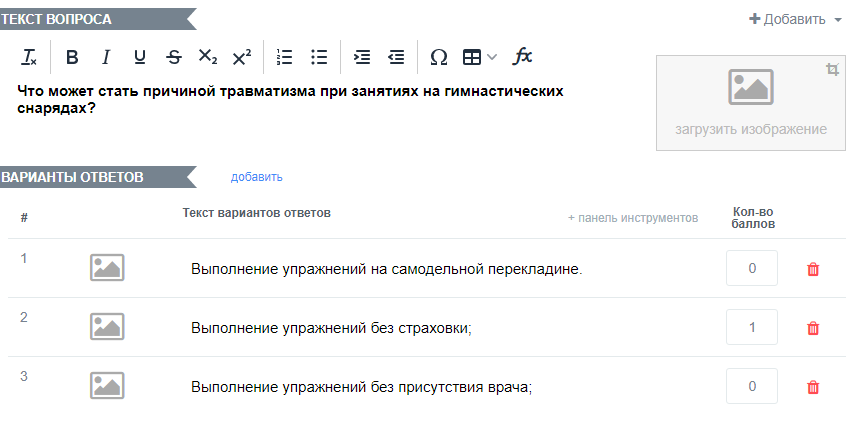 ТЕКСТ ВОПРОСА
+ Добавить
Что может стать причиной травматизма при занятиях на гимнастических
снарядах?
загрузить изображение
ВАРИАНТЫ ОТВЕТОВ
добавить
# Текст вариантов ответов + панель инструментов Кол-во
баллов
1 Выполнение упражнений на самодельной перекладине. 0
2 Выполнение упражнений без страховки; 1
3 Выполнение упражнений без присутствия врача; 0